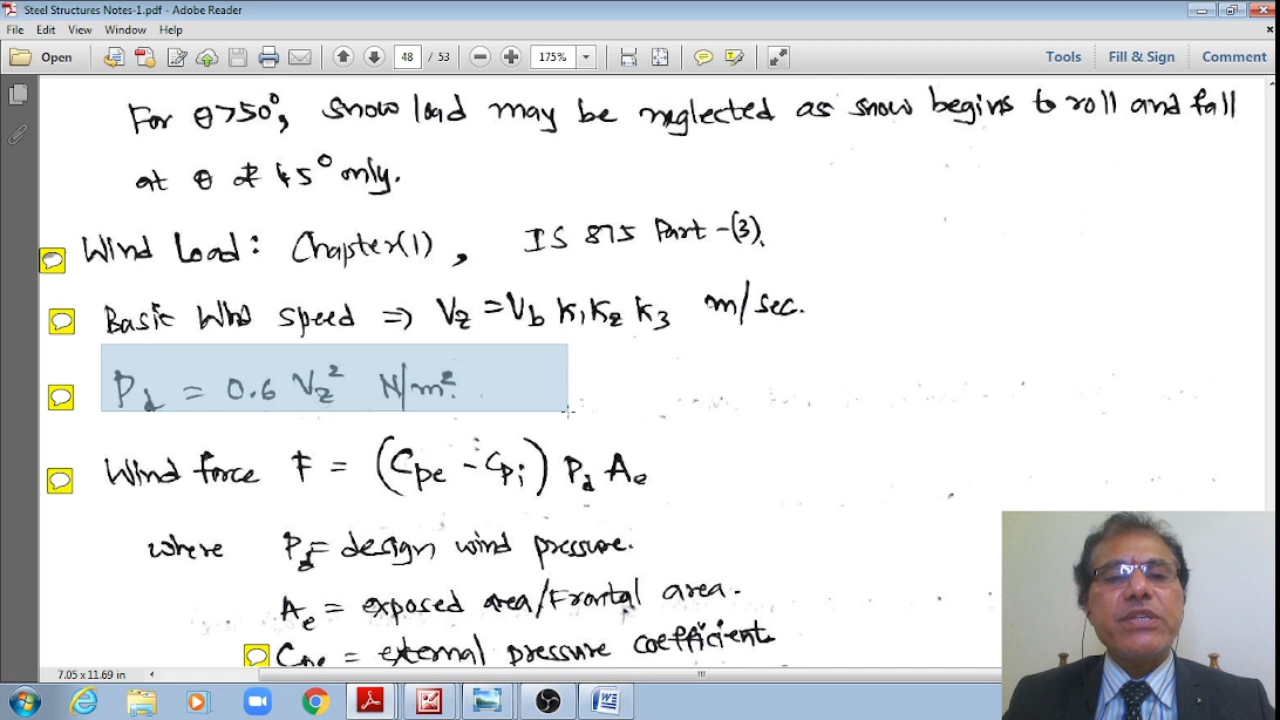 Steel Structures Notes-1.pdf - Adobe Reader
File Edit View Window Help
Open 48 / 53 175% Tools Fill & Sign Comment
For θ>50°, snow load may be neglected as snow begins to roll and fall
at θ 45° only.
Wind Load: Chapter(1), IS 875 Part-(3).
Basic Wind speed => Vz = Vb K1 K2 K3 m/sec.
Pd = 0.6 Vz² N/m².
Wind force F = (Cpe - Cpi) Pd Ae
where Pd = design wind pressure.
Ae = exposed area/Frontal area.
Cpe = external pressure coefficient
7.05 x 11.69 in